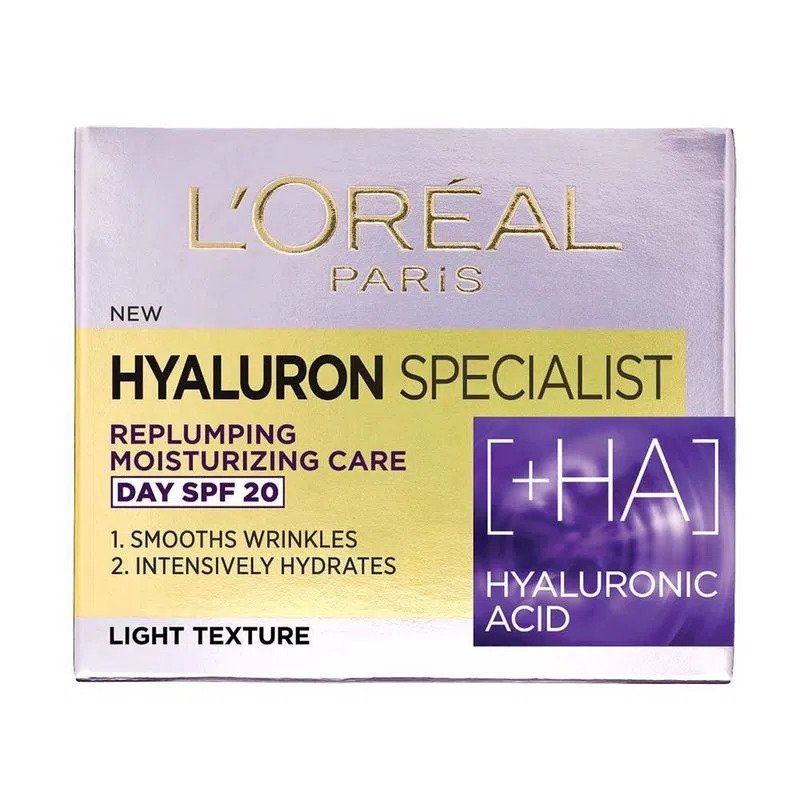 L'ORÉAL
PARiS
NEW
HYALURON SPECIALIST
REPLUMPING
MOISTURIZING CARE
DAY SPF 20
1. SMOOTHS WRINKLES
2. INTENSIVELY HYDRATES
LIGHT TEXTURE
[+HA]
HYALURONIC
ACID